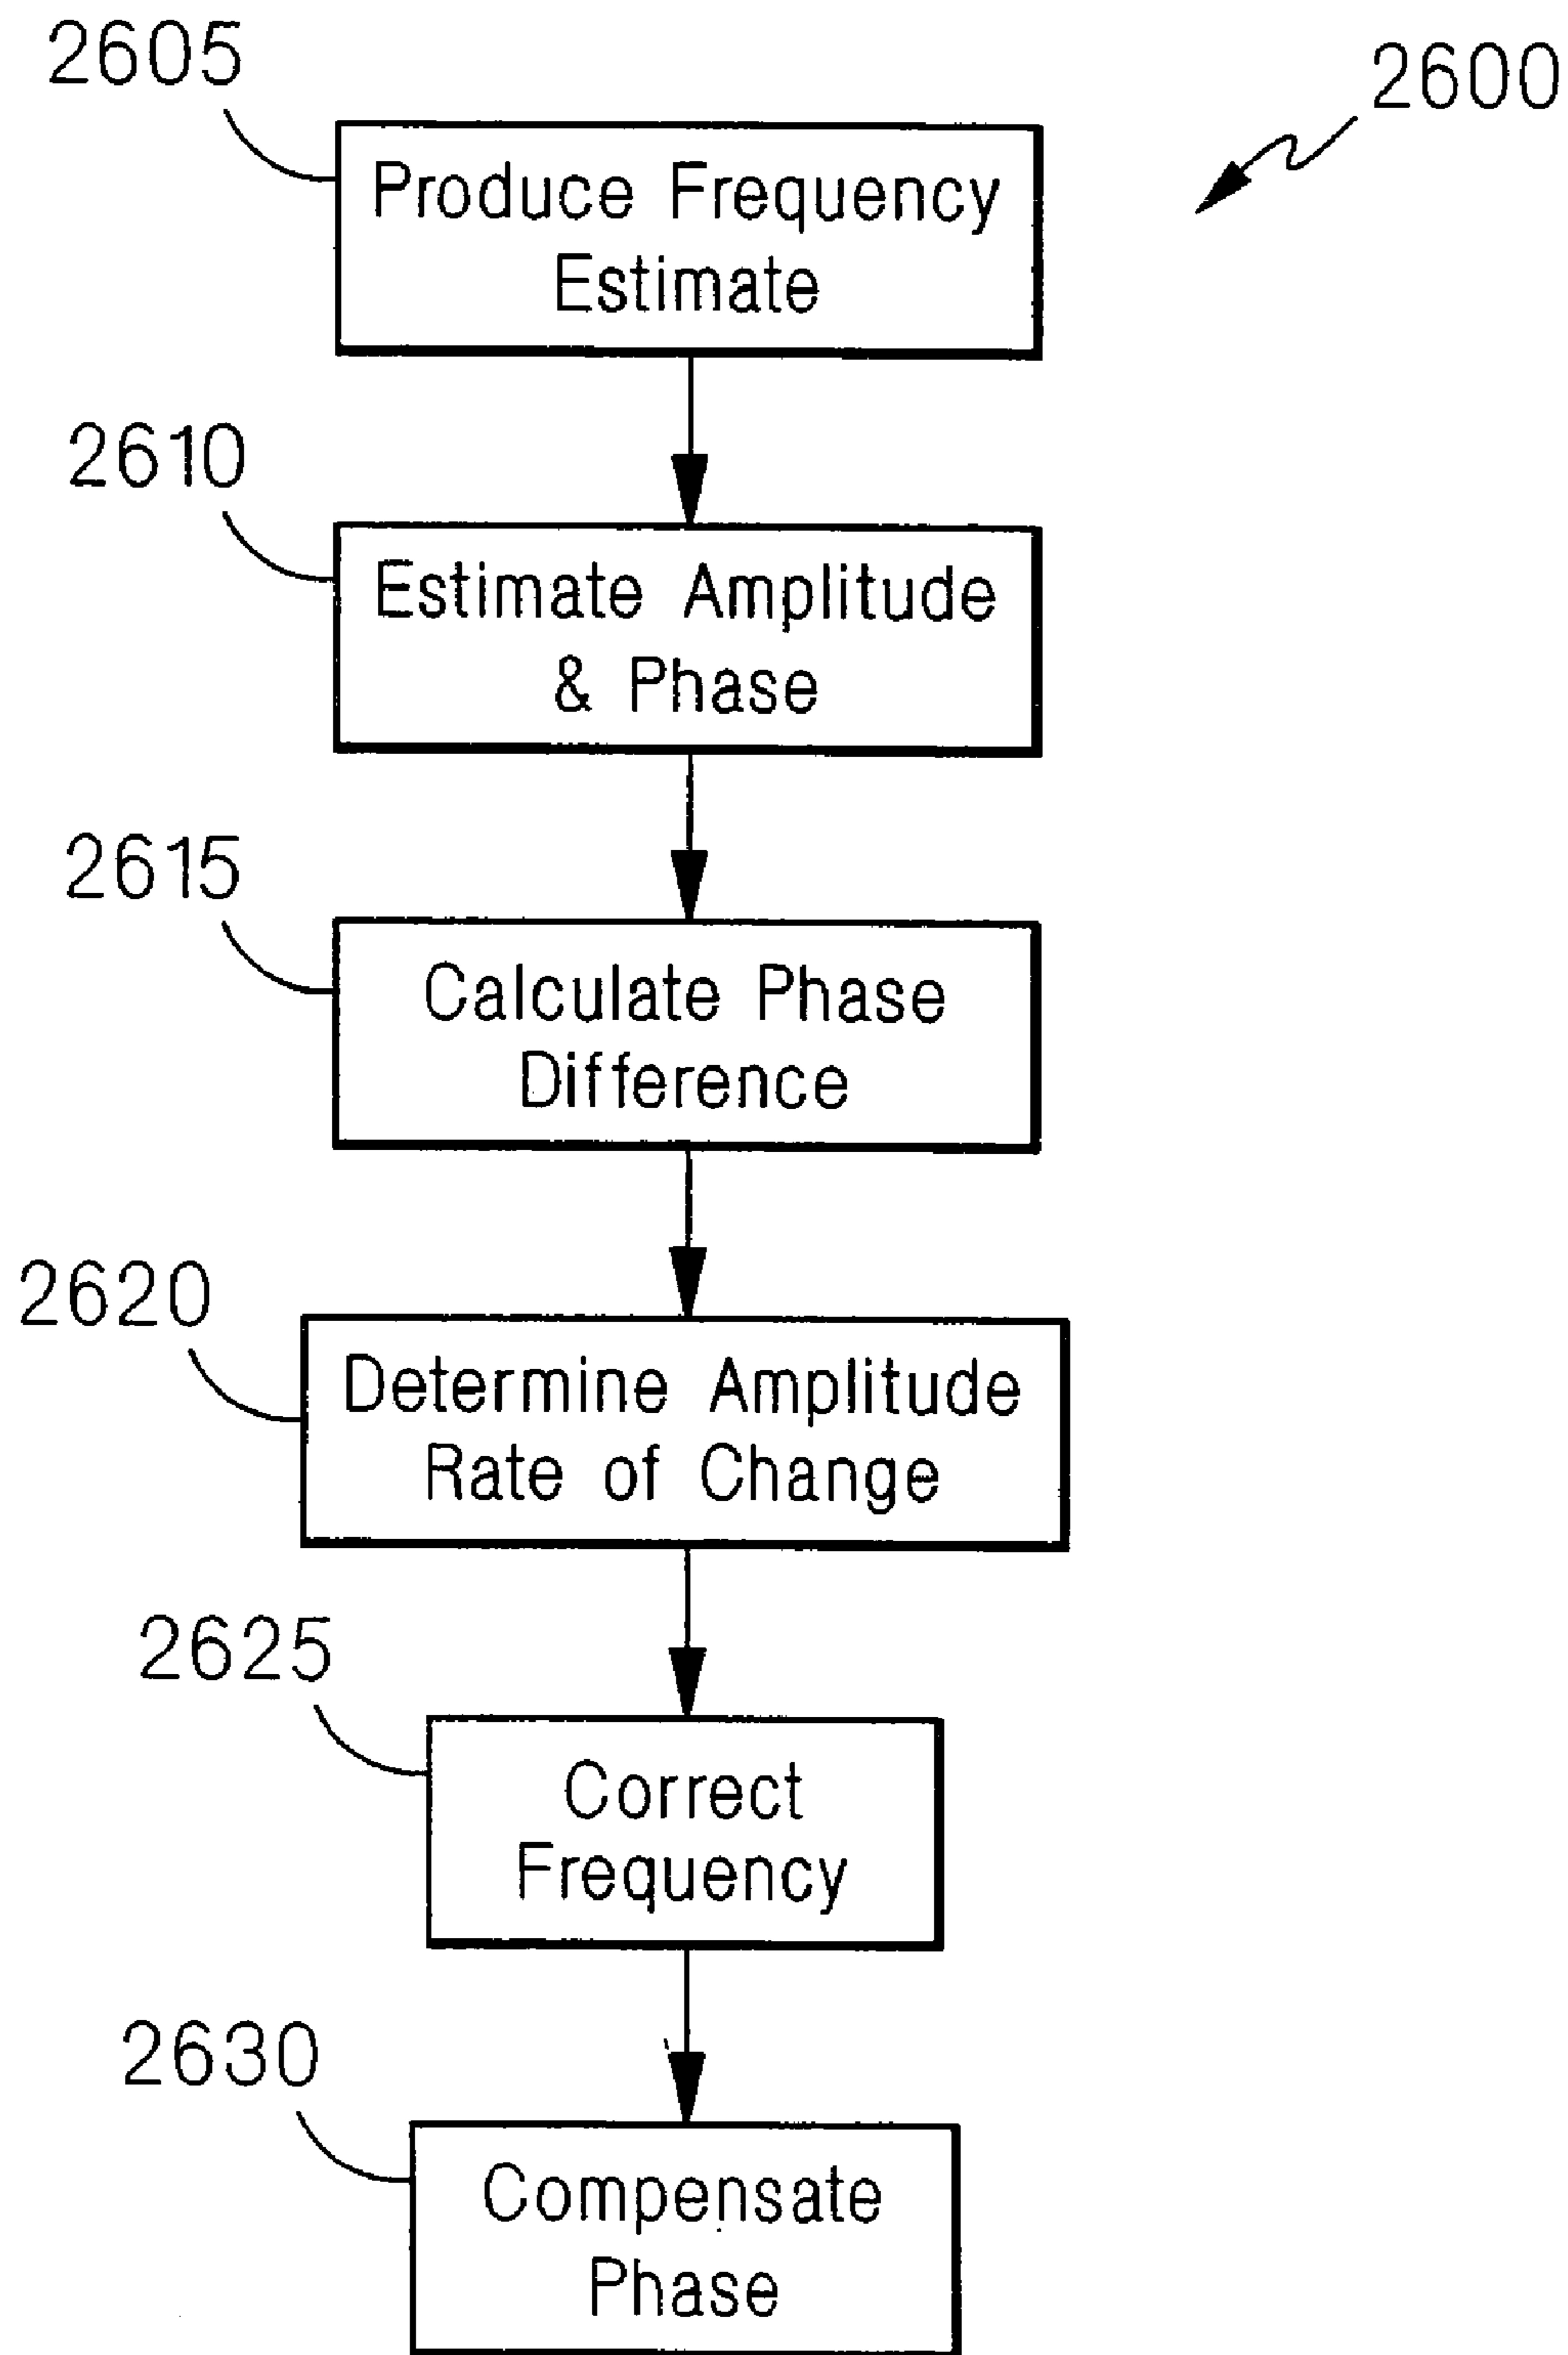 2605
2600
Produce Frequency
Estimate
2610
Estimate Amplitude
& Phase
2615
Calculate Phase
Difference
2620
Determine Amplitude
Rate of Change
2625
Correct
Frequency
2630
Compensate
Phase